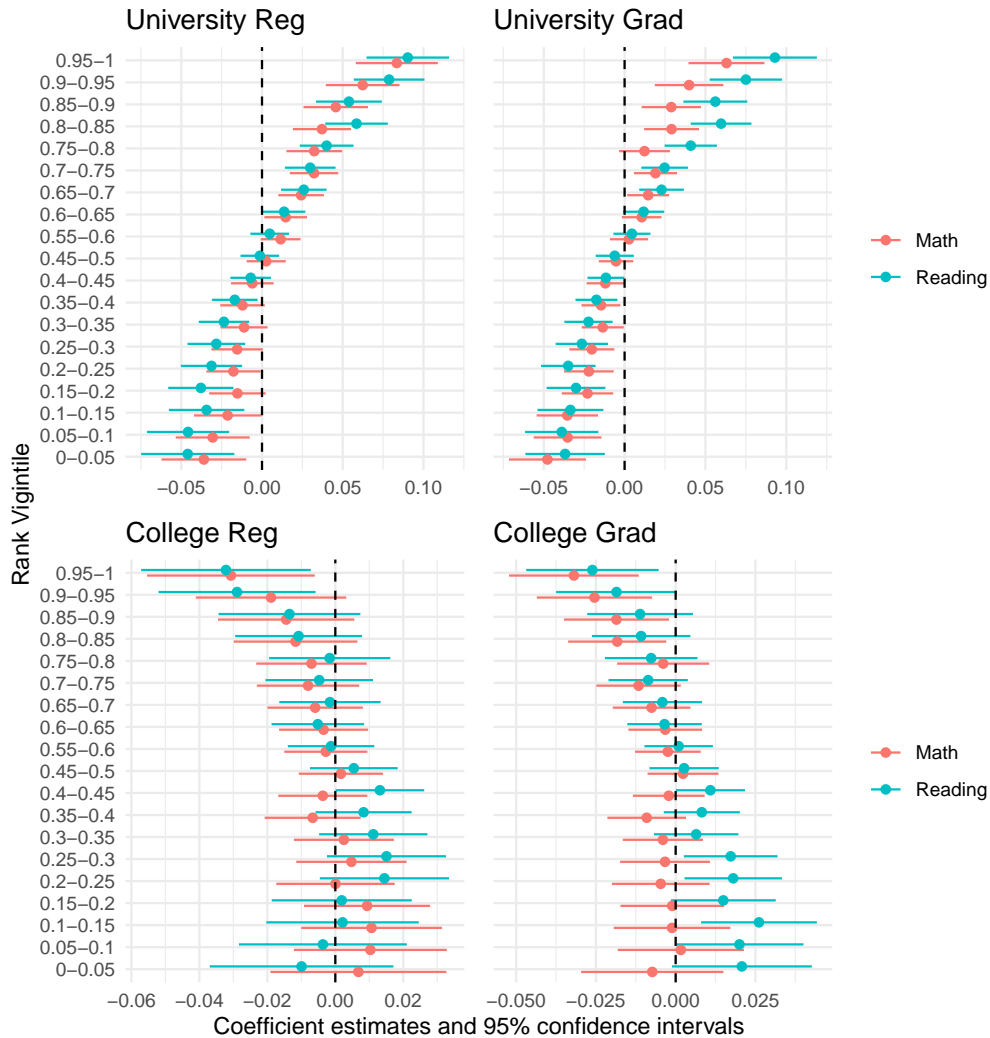 University Reg
University Grad
0.95−1
0.9−0.95
0.85−0.9
0.8−0.85
0.75−0.8
0.7−0.75
0.65−0.7
0.6−0.65
0.55−0.6
0.45−0.5
0.4−0.45
0.35−0.4
0.3−0.35
0.25−0.3
0.2−0.25
0.15−0.2
0.1−0.15
0.05−0.1
0−0.05
−0.05 0.00 0.05 0.10
−0.05 0.00 0.05 0.10
Math
Reading
Rank Vigintile
College Reg
College Grad
0.95−1
0.9−0.95
0.85−0.9
0.8−0.85
0.75−0.8
0.7−0.75
0.65−0.7
0.6−0.65
0.55−0.6
0.45−0.5
0.4−0.45
0.35−0.4
0.3−0.35
0.25−0.3
0.2−0.25
0.15−0.2
0.1−0.15
0.05−0.1
0−0.05
−0.06 −0.04 −0.02 0.00 0.02
−0.050 −0.025 0.000 0.025
Math
Reading
Coefficient estimates and 95% confidence intervals